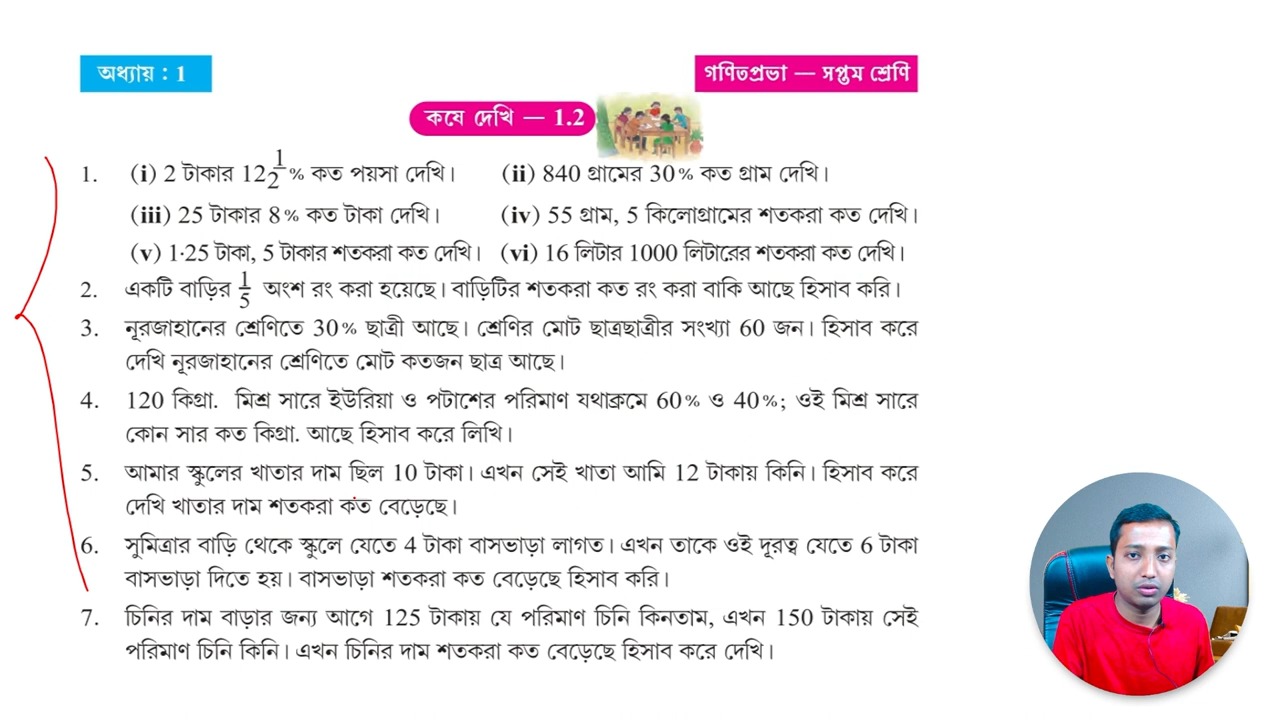 অধ্যায় : 1
গণিতপ্রভা — সপ্তম শ্রেণি
কষে দেখি — 1.2
1. (i) 2 টাকার 12 1/2 % কত পয়সা দেখি। (ii) 840 গ্রামের 30% কত গ্রাম দেখি।
(iii) 25 টাকার 8% কত টাকা দেখি। (iv) 55 গ্রাম, 5 কিলোগ্রামের শতকরা কত দেখি।
(v) 1·25 টাকা, 5 টাকার শতকরা কত দেখি। (vi) 16 লিটার 1000 লিটারের শতকরা কত দেখি।
2. একটি বাড়ির 1/5 অংশ রং করা হয়েছে। বাড়িটির শতকরা কত রং করা বাকি আছে হিসাব করি।
3. নূরজাহানের শ্রেণিতে 30% ছাত্রী আছে। শ্রেণির মোট ছাত্রছাত্রীর সংখ্যা 60 জন। হিসাব করে
দেখি নূরজাহানের শ্রেণিতে মোট কতজন ছাত্র আছে।
4. 120 কিগ্রা. মিশ্র সারে ইউরিয়া ও পটাশের পরিমাণ যথাক্রমে 60% ও 40%; ওই মিশ্র সারে
কোন সার কত কিগ্রা. আছে হিসাব করে লিখি।
5. আমার স্কুলের খাতার দাম ছিল 10 টাকা। এখন সেই খাতা আমি 12 টাকায় কিনি। হিসাব করে
দেখি খাতার দাম শতকরা কত বেড়েছে।
6. সুমিত্রার বাড়ি থেকে স্কুলে যেতে 4 টাকা বাসভাড়া লাগত। এখন তাকে ওই দূরত্ব যেতে 6 টাকা
বাসভাড়া দিতে হয়। বাসভাড়া শতকরা কত বেড়েছে হিসাব করি।
7. চিনির দাম বাড়ার জন্য আগে 125 টাকায় যে পরিমাণ চিনি কিনতাম, এখন 150 টাকায় সেই
পরিমাণ চিনি কিনি। এখন চিনির দাম শতকরা কত বেড়েছে হিসাব করে দেখি।